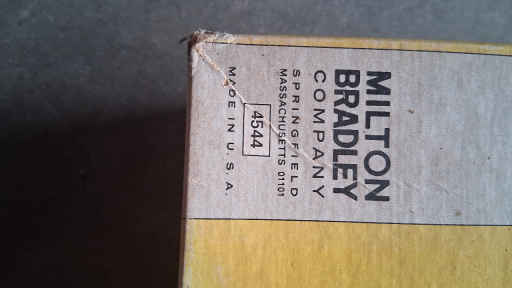 MILTON
BRADLEY
COMPANY
SPRINGFIELD
MASSACHUSETTS 01101
4544
MADE IN U.S.A.